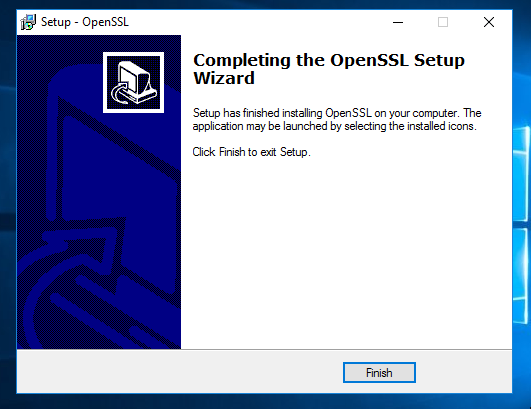 Setup - OpenSSL
Completing the OpenSSL Setup
Wizard
Setup has finished installing OpenSSL on your computer. The
application may be launched by selecting the installed icons.
Click Finish to exit Setup.
Finish